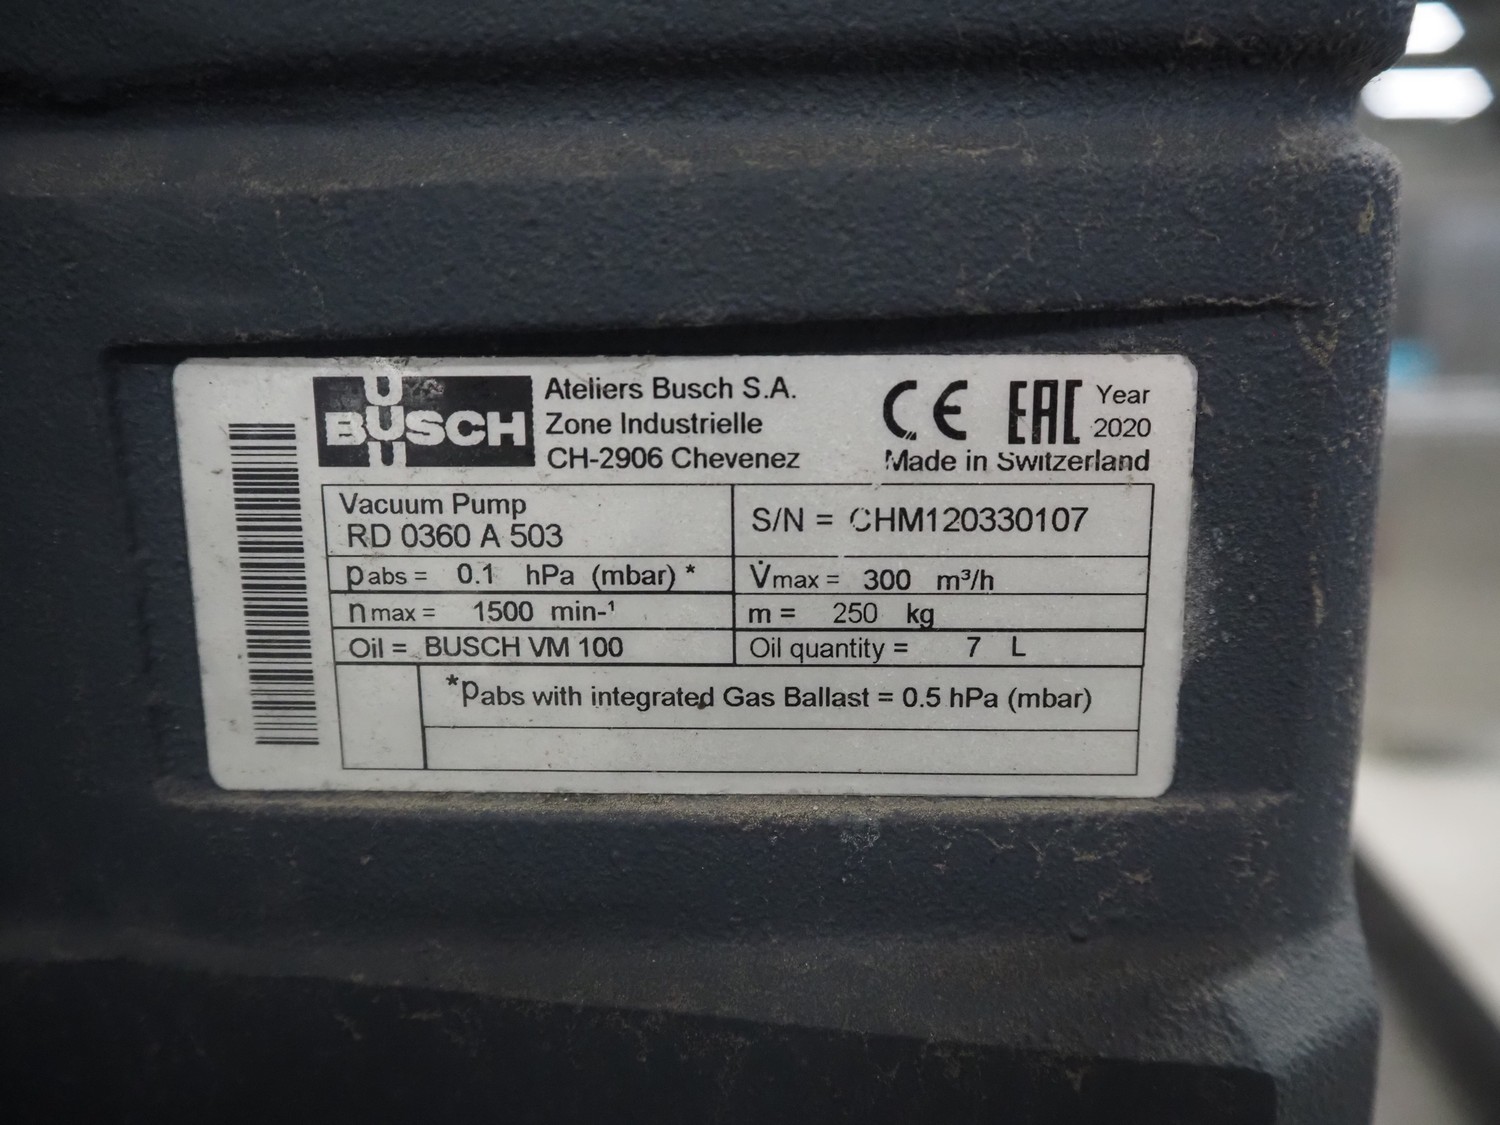 BUSCH
Ateliers Busch S.A.
Zone Industrielle
CH-2906 Chevenez
CE EAC Year
2020
Made in Switzerland
Vacuum Pump
RD 0360 A 503
S/N = CHM120330107
pabs = 0.1 hPa (mbar) *
V̇max = 300 m³/h
nmax = 1500 min-¹
m = 250 kg
Oil = BUSCH VM 100
Oil quantity = 7 L
*pabs with integrated Gas Ballast = 0.5 hPa (mbar)